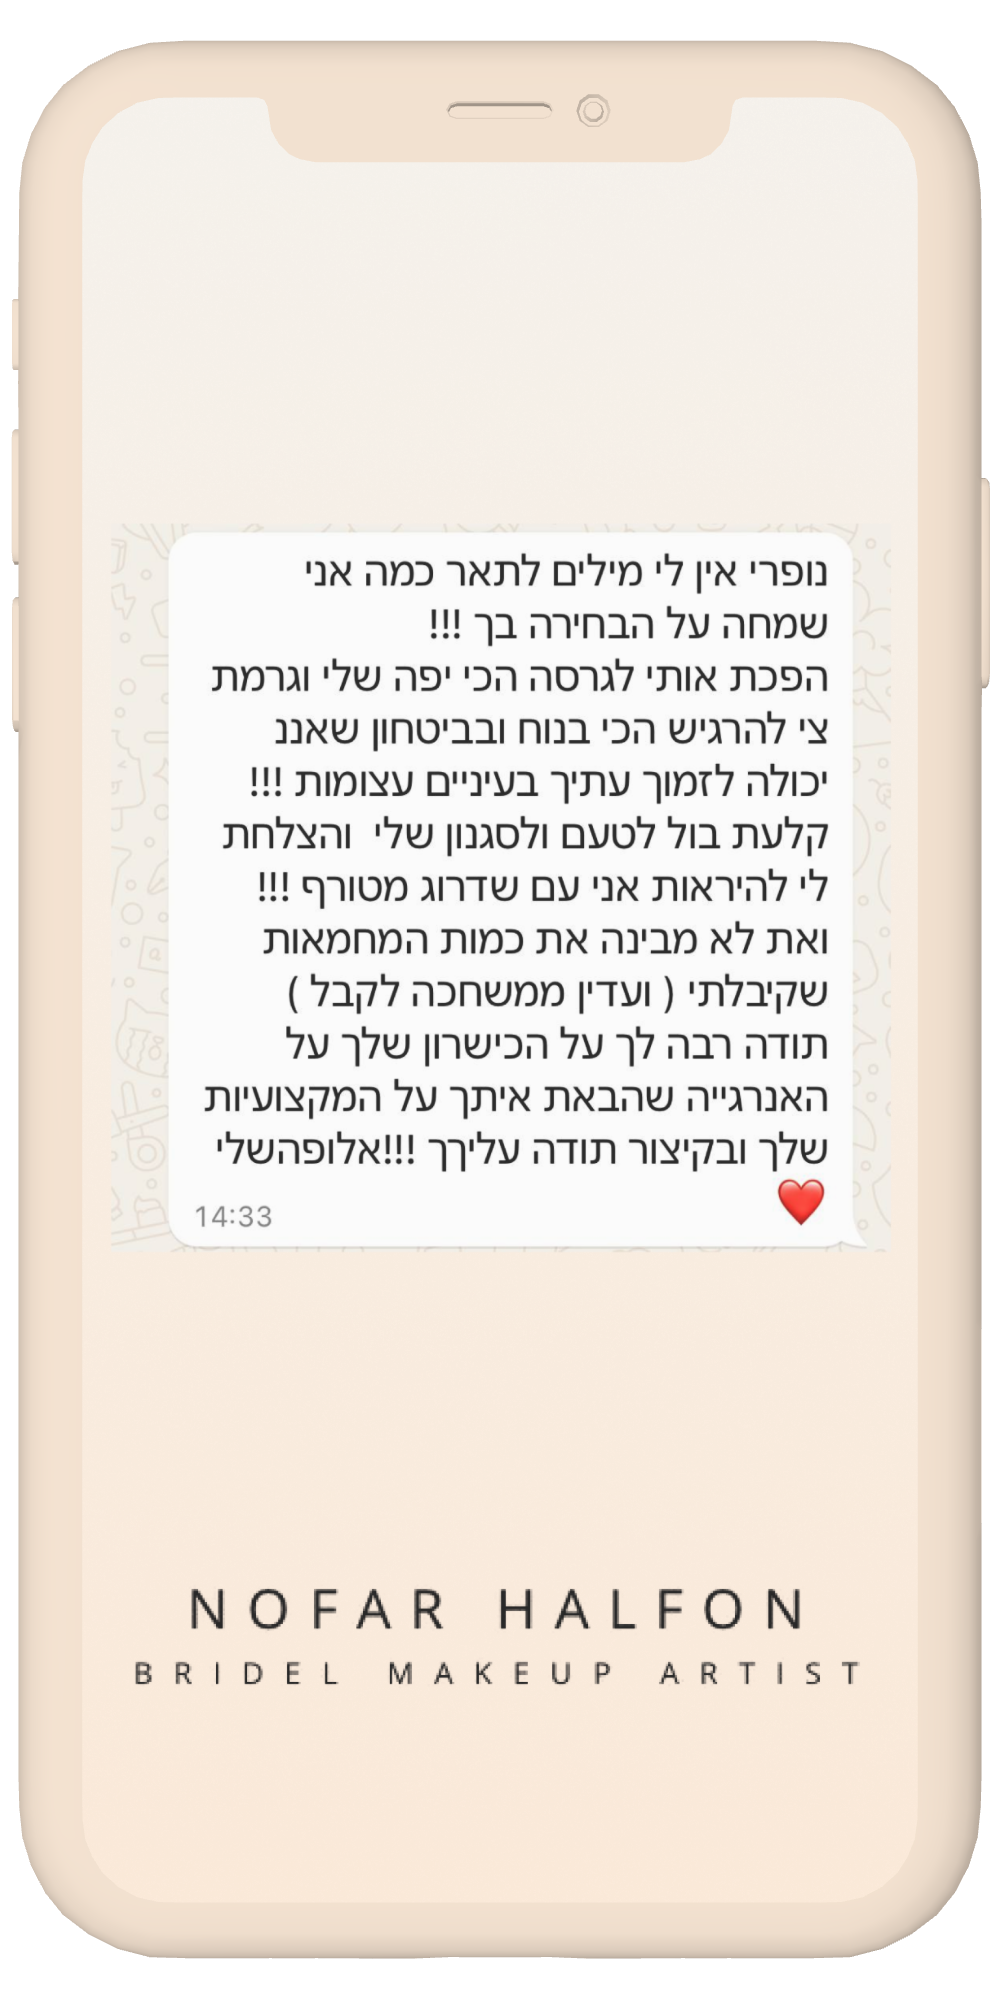 נופרי אין לי מילים לתאר כמה אני
שמחה על הבחירה בך !!!
הפכת אותי לגרסה הכי יפה שלי וגרמת
צי להרגיש הכי בנוח ובביטחון שאננ
יכולה לזמוך עתיך בעיניים עצומות !!!
קלעת בול לטעם ולסגנון שלי  והצלחת
לי להיראות אני עם שדרוג מטורף !!!
ואת לא מבינה את כמות המחמאות
שקיבלתי ( ועדין ממשחכה לקבל )
תודה רבה לך על הכישרון שלך על
האנרגייה שהבאת איתך על המקצועיות
שלך ובקיצור תודה עליךך !!!אלופהשלי
❤️
14:33
NOFAR HALFON
BRIDEL MAKEUP ARTIST